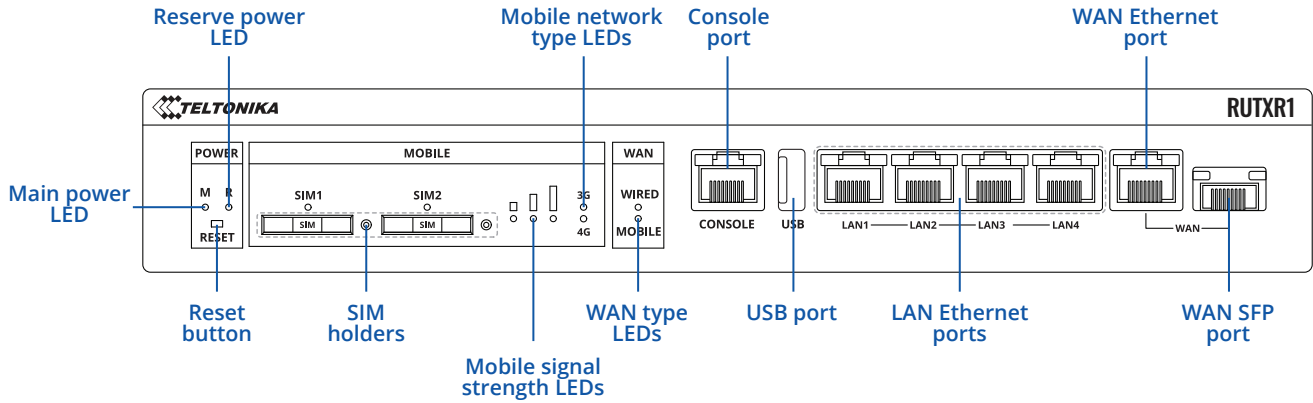 Reserve power
LED
Mobile network
type LEDs
Console
port
WAN Ethernet
port
TELTONIKA
RUTXR1
POWER
MOBILE
WAN
Main power
LED
M R
SIM1
SIM2
3G
WIRED
SIM
SIM
RESET
4G
MOBILE
CONSOLE
USB
LAN1
LAN2
LAN3
LAN4
WAN
Reset
button
SIM
holders
WAN type
LEDs
USB port
LAN Ethernet
ports
WAN SFP
port
Mobile signal
strength LEDs